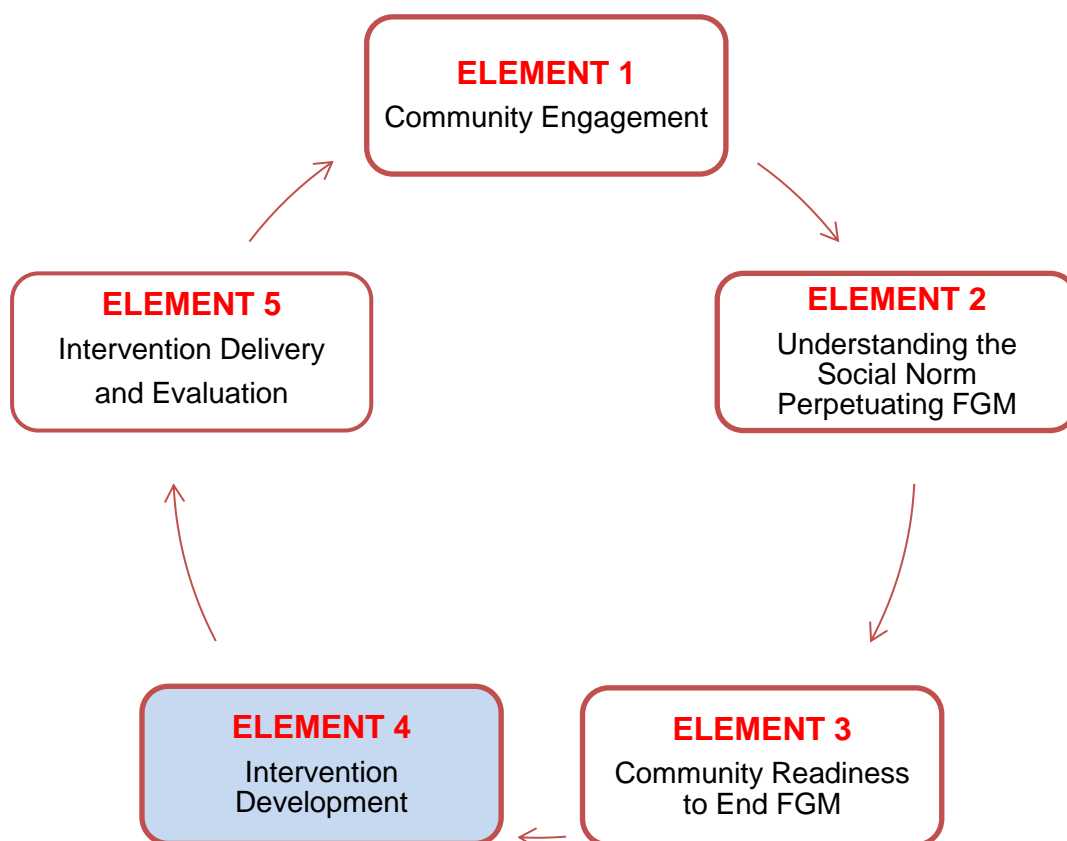 ELEMENT 1
Community Engagement
ELEMENT 2
Understanding the
Social Norm
Perpetuating FGM
ELEMENT 3
Community Readiness
to End FGM
ELEMENT 4
Intervention
Development
ELEMENT 5
Intervention Delivery
and Evaluation